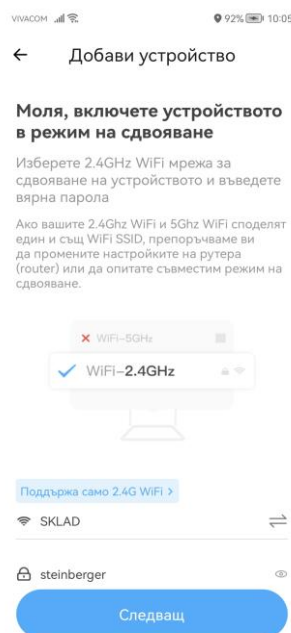 VIVACOM 92% 10:05
Добави устройство
Моля, включете устройството
в режим на сдвояване
Изберете 2.4GHz WiFi мрежа за
сдвояване на устройството и въведете
вярна парола
Ако вашите 2.4Ghz WiFi и 5Ghz WiFi споделят
един и същ WiFi SSID, препоръчваме ви
да промените настройките на рутера
(router) или да опитате съвместим режим на
сдвояване.
WiFi–5GHz
WiFi–2.4GHz
Поддържа само 2.4G WiFi >
SKLAD
steinberger
Следващ